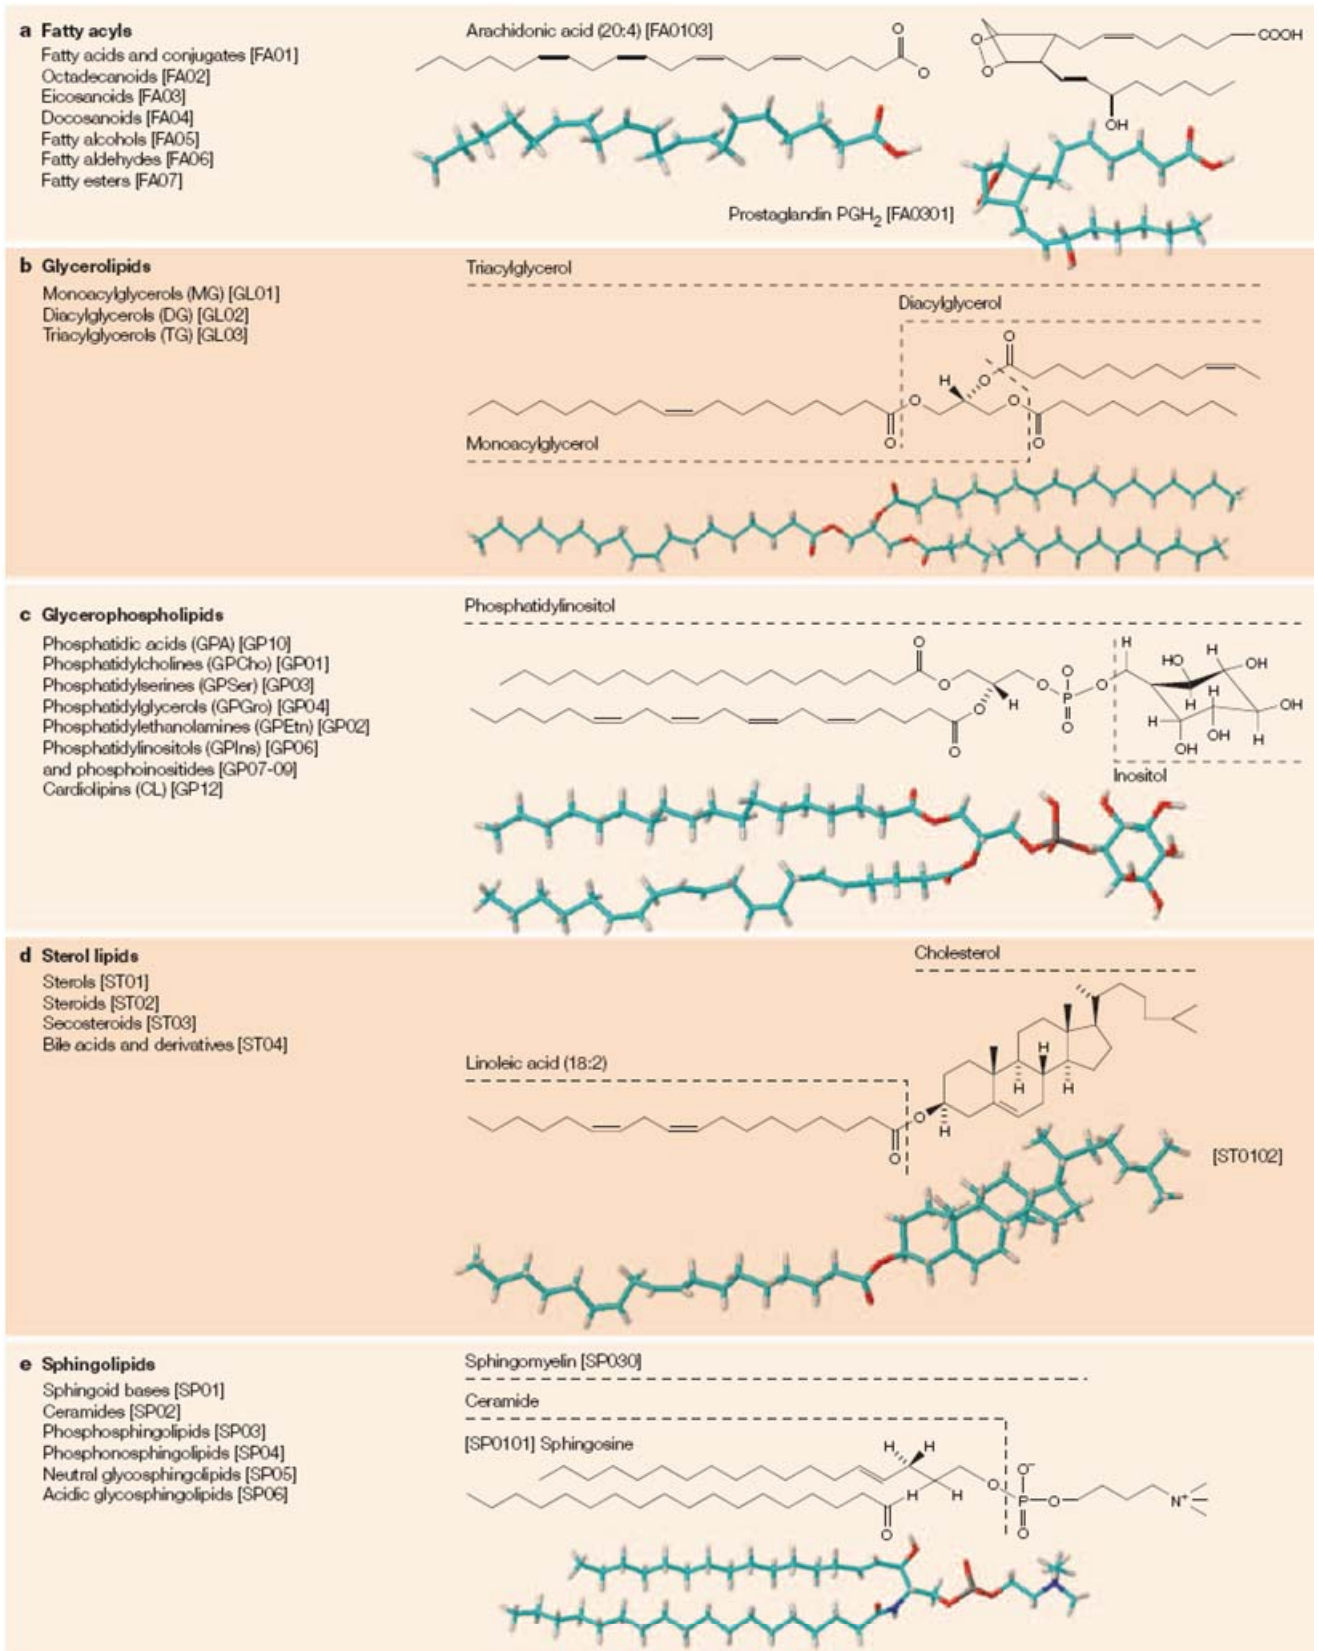 a Fatty acyls
Fatty acids and conjugates [FA01]
Octadecanoids [FA02]
Eicosanoids [FA03]
Docosanoids [FA04]
Fatty alcohols [FA05]
Fatty aldehydes [FA06]
Fatty esters [FA07]
Arachidonic acid (20:4) [FA0103]
O
O
O
O
COOH
OH
Prostaglandin PGH2 [FA0301]
b Glycerolipids
Monoacylglycerols (MG) [GL01]
Diacylglycerols (DG) [GL02]
Triacylglycerols (TG) [GL03]
Triacylglycerol
Diacylglycerol
O
H
O
O
O
O
O
Monoacylglycerol
c Glycerophospholipids
Phosphatidic acids (GPA) [GP10]
Phosphatidylcholines (GPCho) [GP01]
Phosphatidylserines (GPSer) [GP03]
Phosphatidylglycerols (GPGro) [GP04]
Phosphatidylethanolamines (GPEtn) [GP02]
Phosphatidylinositols (GPIns) [GP06]
and phosphoinositides [GP07-09]
Cardiolipins (CL) [GP12]
Phosphatidylinositol
O
O
O
H
O
O
O
P
O
O
H
HO
H
OH
H
H
OH
H
OH
OH
H
Inositol
d Sterol lipids
Sterols [ST01]
Steroids [ST02]
Secosteroids [ST03]
Bile acids and derivatives [ST04]
Cholesterol
Linoleic acid (18:2)
H
H
H
O
H
O
[ST0102]
e Sphingolipids
Sphingoid bases [SP01]
Ceramides [SP02]
Phosphosphingolipids [SP03]
Phosphonosphingolipids [SP04]
Neutral glycosphingolipids [SP05]
Acidic glycosphingolipids [SP06]
Sphingomyelin [SP030]
Ceramide
[SP0101] Sphingosine
H
H
H
H
O
O
O−
P
O
O
N+